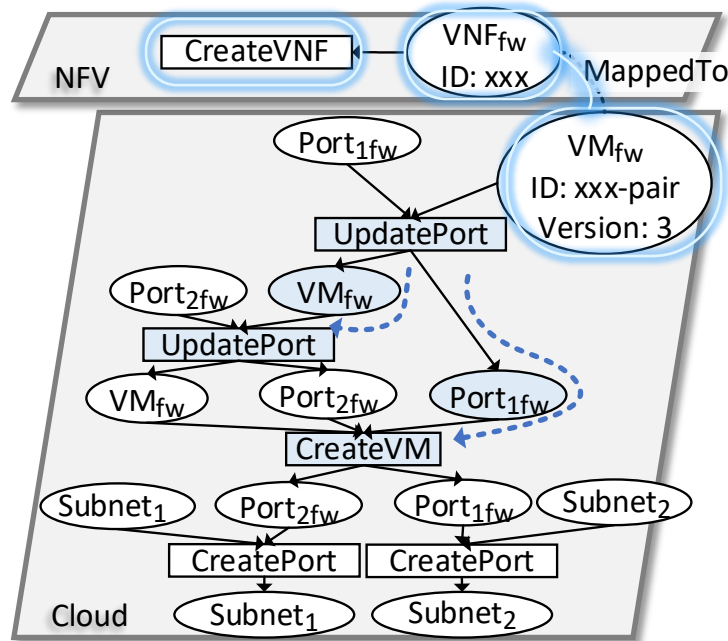 CreateVNF
VNFfw
ID: xxx
NFV
MappedTo
Port1fw
VMfw
ID: xxx-pair
Version: 3
UpdatePort
Port2fw
VMfw
UpdatePort
VMfw
Port2fw
Port1fw
CreateVM
Subnet1
Port2fw
Port1fw
Subnet2
CreatePort
CreatePort
Cloud
Subnet1
Subnet2